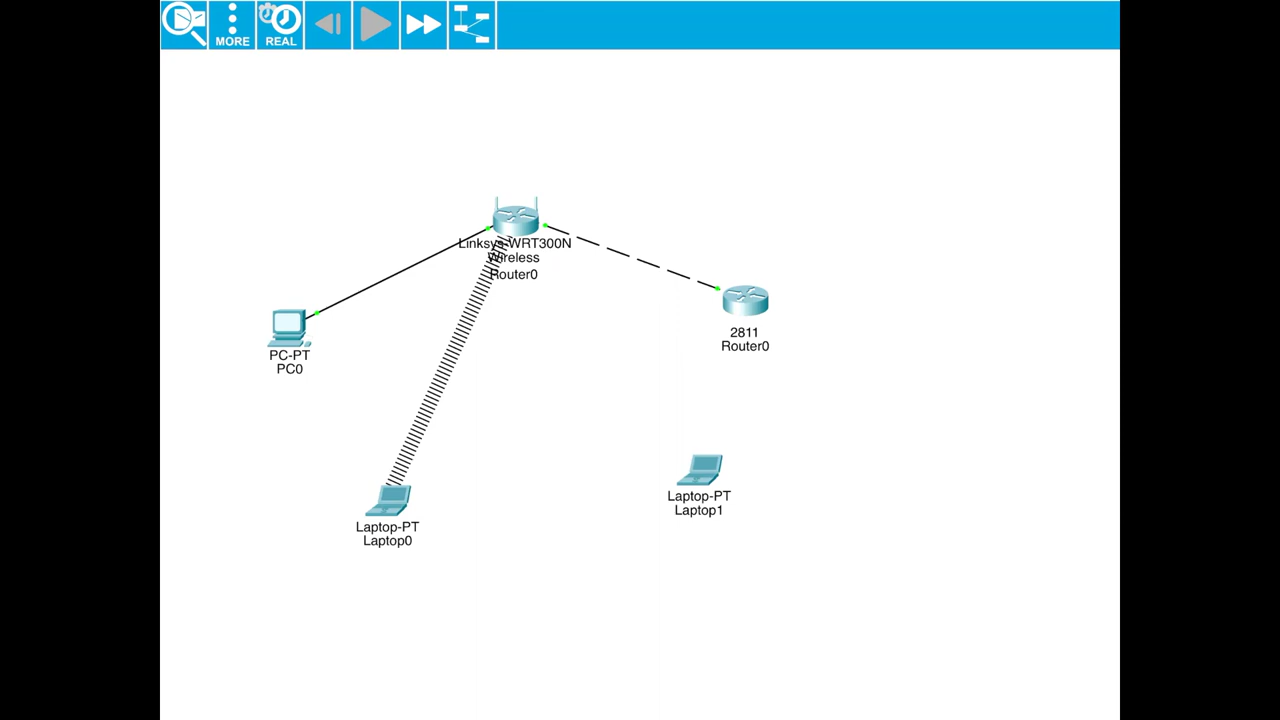 MORE
REAL
Linksys-WRT300N
Wireless
Router0
2811
Router0
PC-PT
PC0
Laptop-PT
Laptop1
Laptop-PT
Laptop0